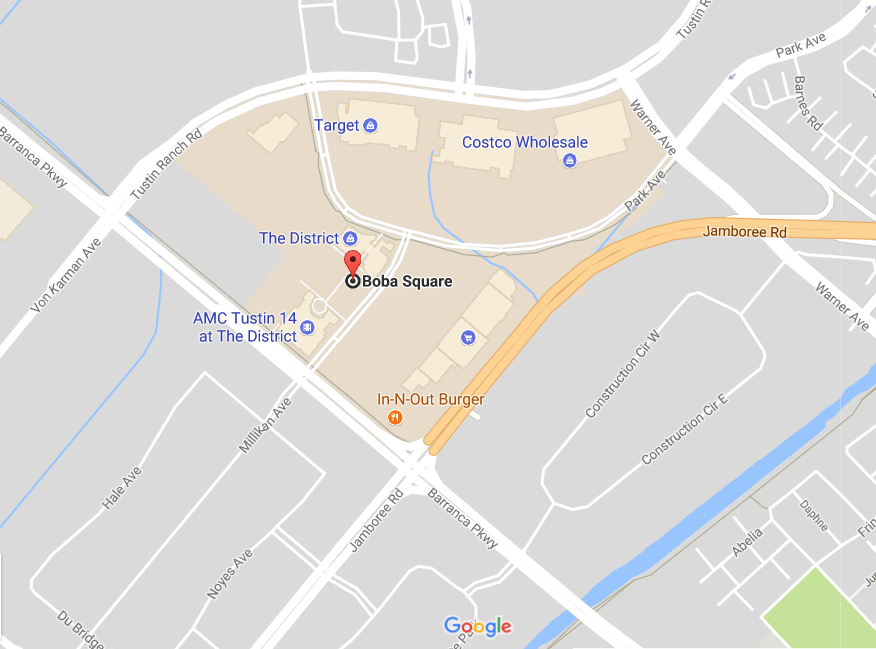 Tustin R
Park Ave
Barnes Rd
Target
Costco Wholesale
Warner Ave
Barranca Pkwy
Tustin Ranch Rd
Park Ave
Jamboree Rd
The District
Von Karman Ave
Boba Square
AMC Tustin 14
at The District
Warner Ave
Construction Cir W
In-N-Out Burger
Construction Cir E
Millikan Ave
Hale Ave
Jamboree Rd
Barranca Pkwy
Daphne
Abelia
Frin
Noyes Ave
Du Bridge
Google